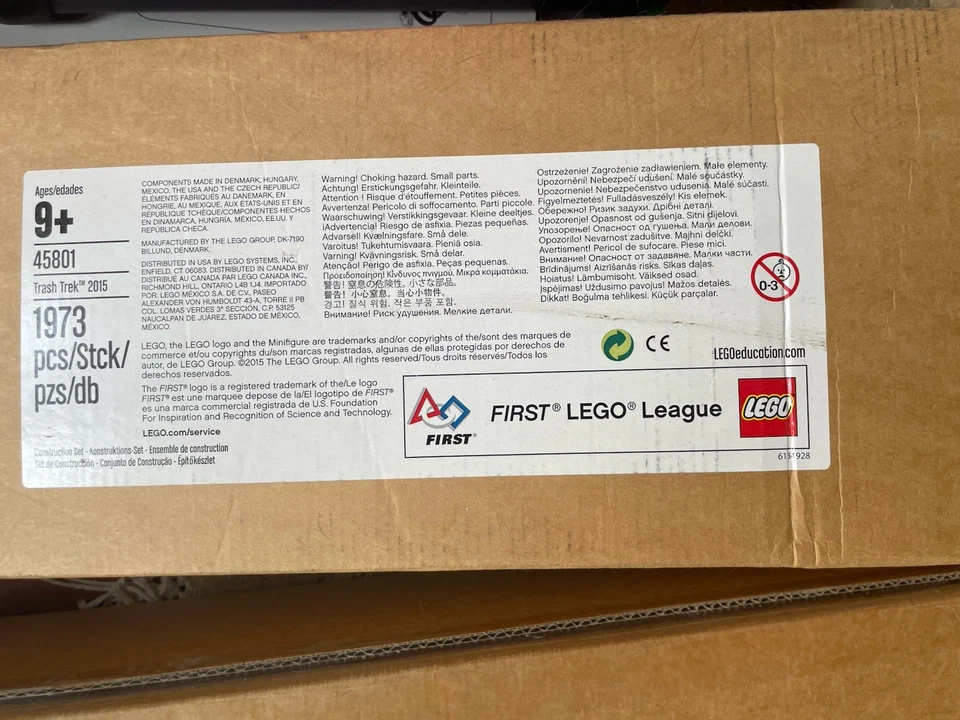 Ages/edades
9+
45801
Trash Trek™ 2015
1973
pcs/Stck/
pzs/db
COMPONENTS MADE IN DENMARK, HUNGARY,
MEXICO, THE USA AND THE CZECH REPUBLIC/
ÉLÉMENTS FABRIQUÉS AU DANEMARK, EN
HONGRIE, AU MEXIQUE, AUX ETATS-UNIS ET EN
RÉPUBLIQUE TCHÈQUE/COMPONENTES HECHOS
EN DINAMARCA, HUNGRÍA, MÉXICO, EE.UU. Y
REPÚBLICA CHECA.
MANUFACTURED BY THE LEGO GROUP, DK-7190
BILLUND, DENMARK.
DISTRIBUTED IN USA BY LEGO SYSTEMS, INC.,
ENFIELD, CT 06083. DISTRIBUTED IN CANADA BY/
DISTRIBUÉ AU CANADA PAR LEGO CANADA INC.,
RICHMOND HILL, ONTARIO L4B 1J4. IMPORTADO
POR: LEGO MÉXICO S.A. DE C.V., PASEO
ALEXANDER VON HUMBOLDT 43-A, TORRE II PB
COL. LOMAS VERDES 3ª SECCIÓN, C.P. 53125
NAUCALPAN DE JUÁREZ, ESTADO DE MÉXICO,
MÉXICO.
Warning! Choking hazard. Small parts.
Achtung! Erstickungsgefahr. Kleinteile.
Attention ! Risque d'étouffement. Petites pièces.
Avvertenza! Pericolo di soffocamento. Parti piccole.
Waarschuwing! Verstikkingsgevaar. Kleine deeltjes.
¡Advertencia! Riesgo de asfixia. Piezas pequeñas.
Advarsel! Kvælningsfare. Små dele.
Varoitus! Tukehtumisvaara. Pieniä osia.
Varning! Kvävningsrisk. Små delar.
Atenção! Perigo de asfixia. Peças pequenas.
Προειδοποίηση! Κίνδυνος πνιγμού. Μικρά κομματάκια.
警告! 窒息の危険性。小さな部品。
警告！小心窒息。当心小物件。
경고! 질식 위험. 작은 부품 포함.
Внимание! Риск удушения. Мелкие детали.
Ostrzeżenie! Zagrożenie zadławieniem. Małe elementy.
Upozornění! Nebezpečí udušení. Malé součástky.
Upozornenie! Nebezpečenstvo udusenia. Malé súčasti.
Figyelmeztetés! Fulladásveszély! Kis elemek.
Обережно! Ризик задухи. Дрібні деталі.
Upozorenje! Opasnost od gušenja. Sitni dijelovi.
Упозорење! Опасност од гушења. Мали делови.
Opozorilo! Nevarnost zadušitve. Majhni delčki.
Avertisment! Pericol de sufocare. Piese mici.
Внимание! Опасност от задавяне. Малки части.
Brīdinājums! Aizrīšanās risks. Sīkas daļas.
Hoiatus! Lämbumisoht. Väiksed osad.
Įspėjimas! Uždusimo pavojus! Mažos detalės.
Dikkat! Boğulma tehlikesi. Küçük parçalar.
0-3
LEGO, the LEGO logo and the Minifigure are trademarks and/or copyrights of the/sont des marques de
commerce et/ou copyrights du/son marcas registradas, algunas de ellas protegidas por derechos de
autor, de LEGO Group. ©2015 The LEGO Group. All rights reserved/Tous droits réservés/Todos los
derechos reservados.
The FIRST® logo is a registered trademark of the/Le logo
FIRST® est une marque déposée de la/El logotipo de FIRST®
es una marca comercial registrada de U.S. Foundation
For Inspiration and Recognition of Science and Technology.
LEGO.com/service
Construction Set - Konstruktions-Set - Ensemble de construction
Set de Construcción - Conjunto de Construção - Építőkészlet
CE
LEGOeducation.com
FIRST®
FIRST® LEGO® League
LEGO
6131928